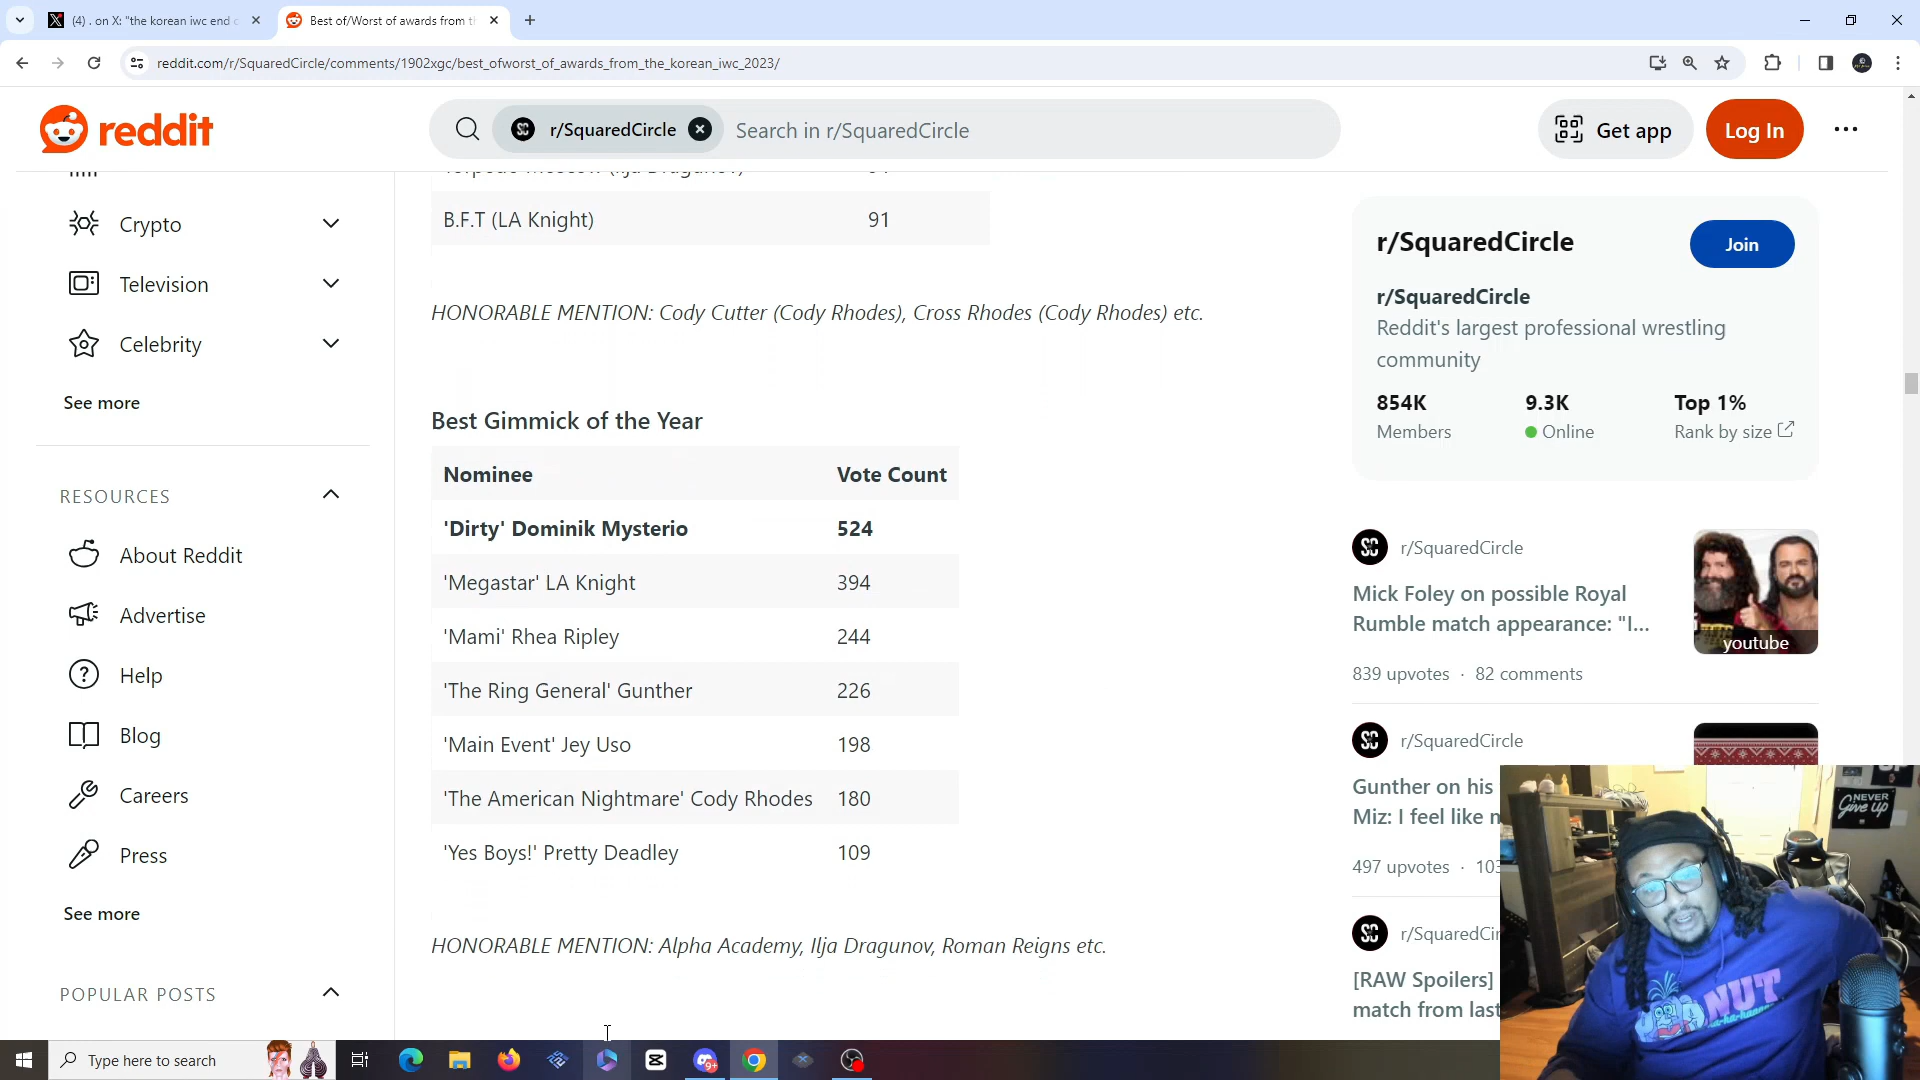 (4) . on X: "the korean iwc end
Best of/Worst of awards from
reddit.com/r/SquaredCircle/comments/1902xgc/best_ofworst_of_awards_from_the_korean_iwc_2023/
reddit
r/SquaredCircle
Search in r/SquaredCircle
Get app
Log In
Crypto
Television
Celebrity
See more
RESOURCES
About Reddit
Advertise
Help
Blog
Careers
Press
See more
POPULAR POSTS
B.F.T (LA Knight) 91
HONORABLE MENTION: Cody Cutter (Cody Rhodes), Cross Rhodes (Cody Rhodes) etc.
Best Gimmick of the Year
Nominee Vote Count
'Dirty' Dominik Mysterio 524
'Megastar' LA Knight 394
'Mami' Rhea Ripley 244
'The Ring General' Gunther 226
'Main Event' Jey Uso 198
'The American Nightmare' Cody Rhodes 180
'Yes Boys!' Pretty Deadley 109
HONORABLE MENTION: Alpha Academy, Ilja Dragunov, Roman Reigns etc.
r/SquaredCircle
Join
r/SquaredCircle
Reddit's largest professional wrestling
community
854K 9.3K Top 1%
Members Online Rank by size
r/SquaredCircle
Mick Foley on possible Royal
Rumble match appearance: "I...
youtube
839 upvotes · 82 comments
r/SquaredCircle
Gunther on his
Miz: I feel like
497 upvotes ·
[RAW Spoilers]
match from last
NEVER
Give UP
NUT
Type here to search
9+